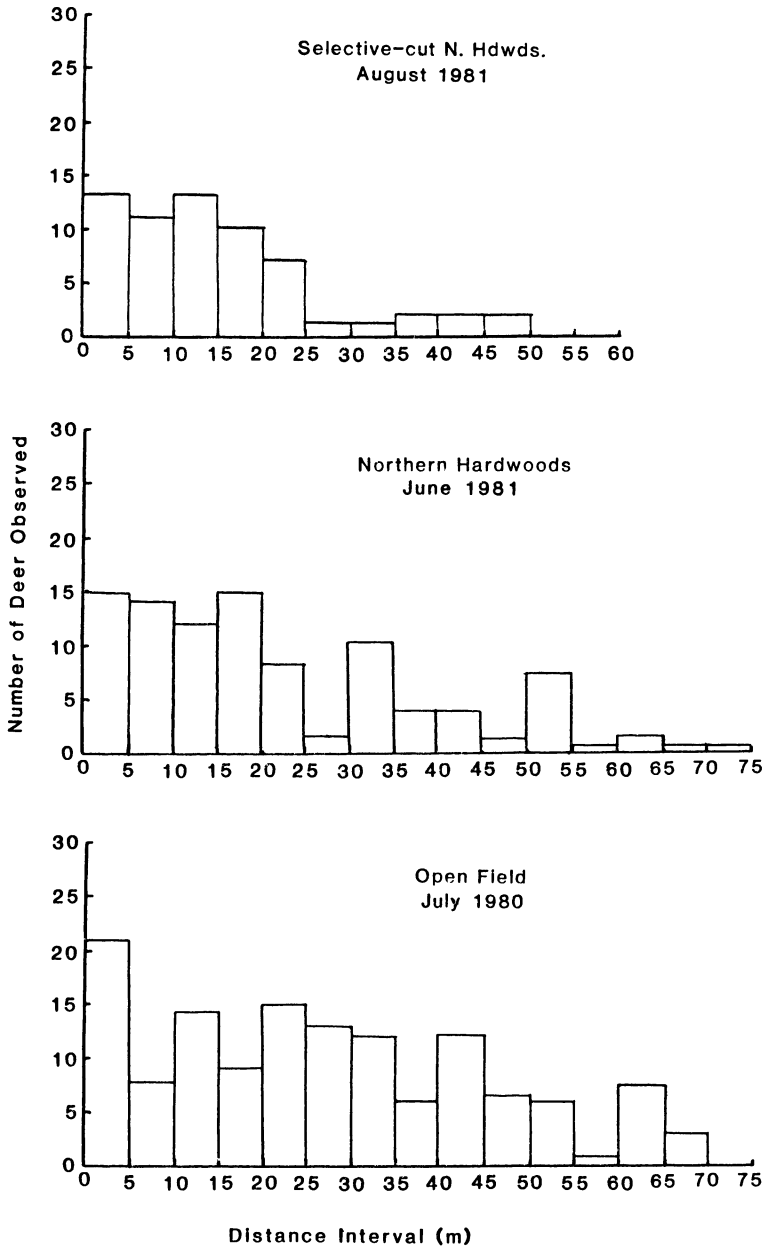 30
25
20
15
10
5
0
Selective-cut N. Hdwds.
August 1981
0 5 10 15 20 25 30 35 40 45 50 55 60
Number of Deer Observed
30
25
20
15
10
5
0
Northern Hardwoods
June 1981
0 5 10 15 20 25 30 35 40 45 50 55 60 65 70 75
30
25
20
15
10
5
0
Open Field
July 1980
0 5 10 15 20 25 30 35 40 45 50 55 60 65 70 75
Distance Interval (m)